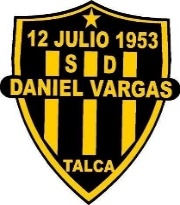 12 JULIO 1953
S D
DANIEL VARGAS
TALCA